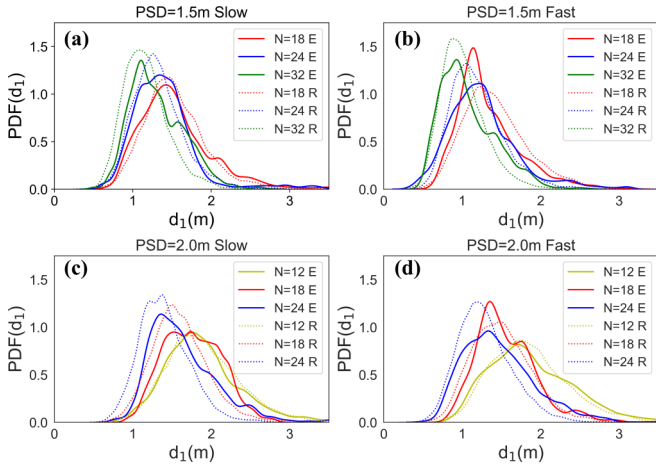 PSD=1.5m Slow
(a)
N=18 E
N=24 E
N=32 E
N=18 R
N=24 R
N=32 R
PDF(d₁)
1.5
1.0
0.5
0.0
0 1 2 3
d₁(m)
PSD=1.5m Fast
(b)
N=18 E
N=24 E
N=32 E
N=18 R
N=24 R
N=32 R
PDF(d₁)
1.5
1.0
0.5
0.0
0 1 2 3
d₁(m)
PSD=2.0m Slow
(c)
N=12 E
N=18 E
N=24 E
N=12 R
N=18 R
N=24 R
PDF(d₁)
1.5
1.0
0.5
0.0
0 1 2 3
d₁(m)
PSD=2.0m Fast
(d)
N=12 E
N=18 E
N=24 E
N=12 R
N=18 R
N=24 R
PDF(d₁)
1.5
1.0
0.5
0.0
0 1 2 3
d₁(m)